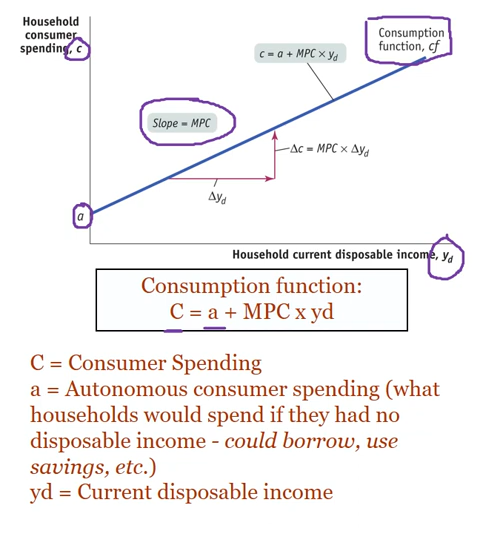 Household
consumer
spending, c
Consumption
function, cf
c = a + MPC × yd
Slope = MPC
Δc = MPC × Δyd
Δyd
a
Household current disposable income, yd
Consumption function:
C = a + MPC x yd
C = Consumer Spending
a = Autonomous consumer spending (what
households would spend if they had no
disposable income - could borrow, use
savings, etc.)
yd = Current disposable income